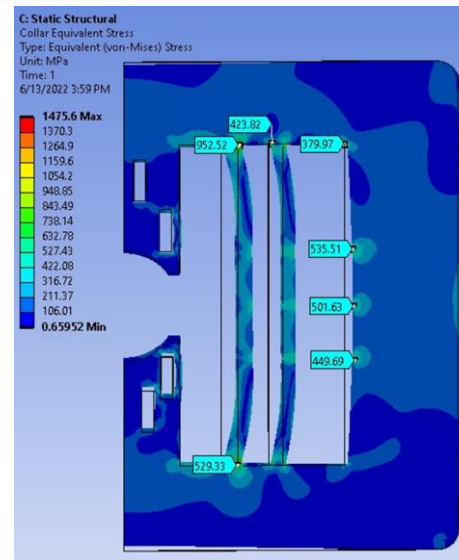 C: Static Structural
Collar Equivalent Stress
Type: Equivalent (von-Mises) Stress
Unit: MPa
Time: 1
6/13/2022 3:59 PM
1475.6 Max
1370.3
1264.9
1159.6
1054.2
948.85
843.49
738.14
632.78
527.43
422.08
316.72
211.37
106.01
0.65952 Min
423.82
952.52
379.97
535.51
501.63
449.69
529.33